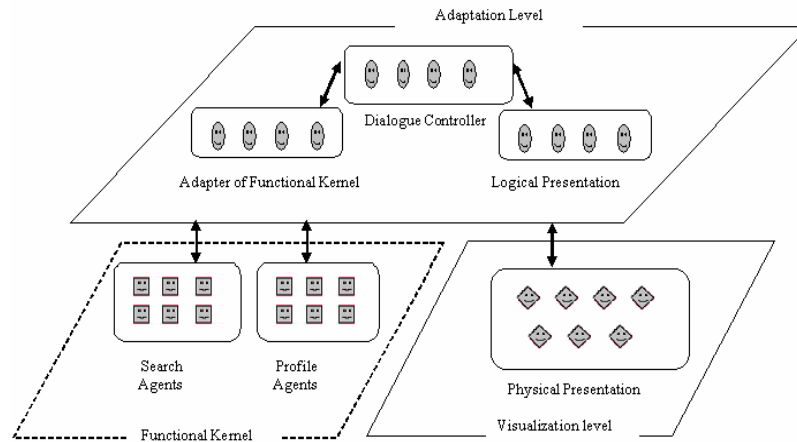 Adaptation Level
Dialogue Controller
Adapter of Functional Kernel
Logical Presentation
Search
Agents
Profile
Agents
Physical Presentation
Functional Kernel
Visualization level